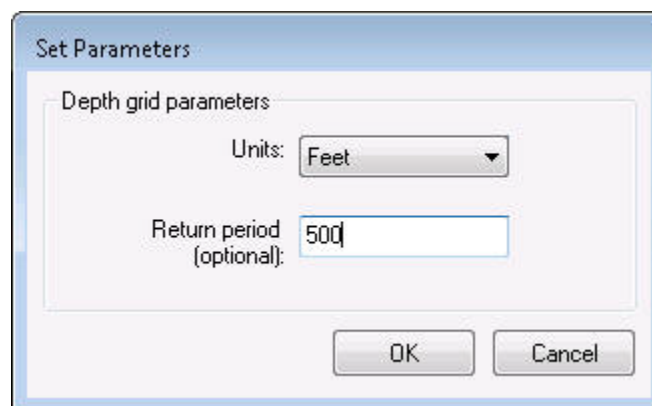 Set Parameters
Depth grid parameters
Units: Feet
Return period 500
(optional):
OK Cancel